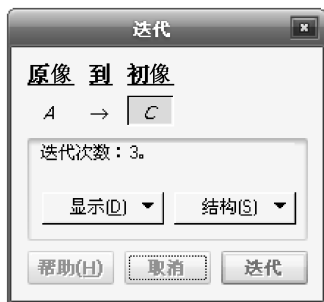 迭代
原像 到 初像
A → C
迭代次数：3。
显示(D) 结构(S)
帮助(H) 取消 迭代